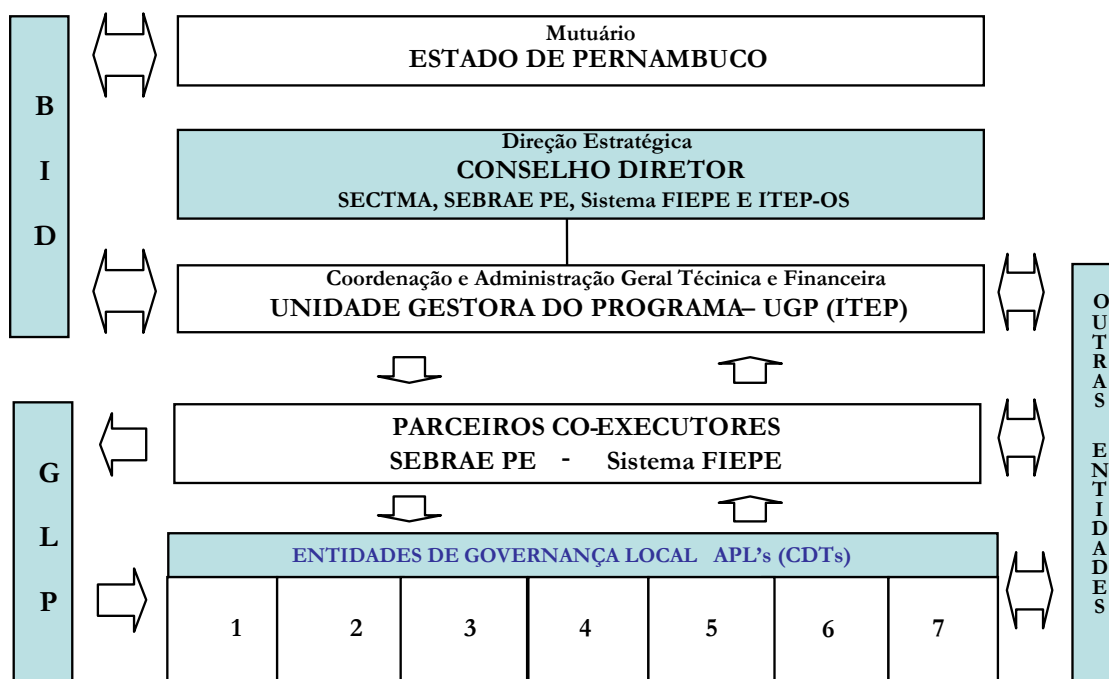 BID
Mutuário
ESTADO DE PERNAMBUCO
Direção Estratégica
CONSELHO DIRETOR
SECTMA, SEBRAE PE, Sistema FIEPE E ITEP-OS
Coordenação e Administração Geral Técinica e Financeira
UNIDADE GESTORA DO PROGRAMA– UGP (ITEP)
OUTRAS ENTIDADES
GLP
PARCEIROS CO-EXECUTORES
SEBRAE PE - Sistema FIEPE
ENTIDADES DE GOVERNANÇA LOCAL APL's (CDTs)
1 2 3 4 5 6 7